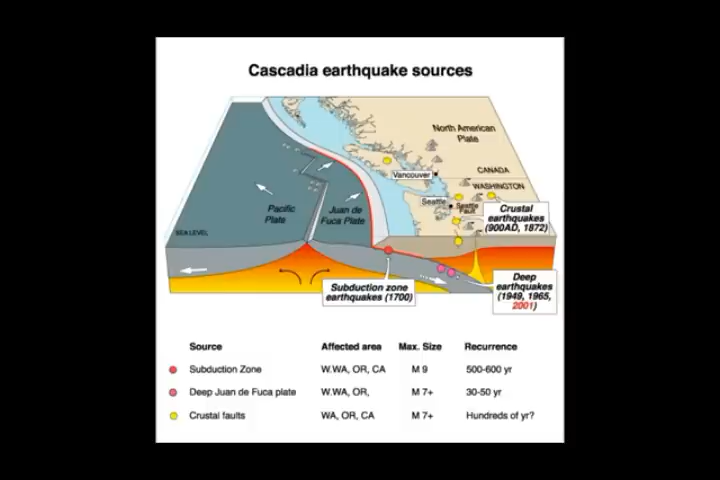 Cascadia earthquake sources
North American
Plate
CANADA
Vancouver
WASHINGTON
Seattle
Seattle
Fault
Crustal
earthquakes
(900AD, 1872)
Pacific
Plate
Juan de
Fuca Plate
SEA LEVEL
Subduction zone
earthquakes (1700)
Deep
earthquakes
(1949, 1965,
2001)
Source Affected area Max. Size Recurrence
Subduction Zone W.WA, OR, CA M 9 500-600 yr
Deep Juan de Fuca plate W.WA, OR, M 7+ 30-50 yr
Crustal faults WA, OR, CA M 7+ Hundreds of yr?